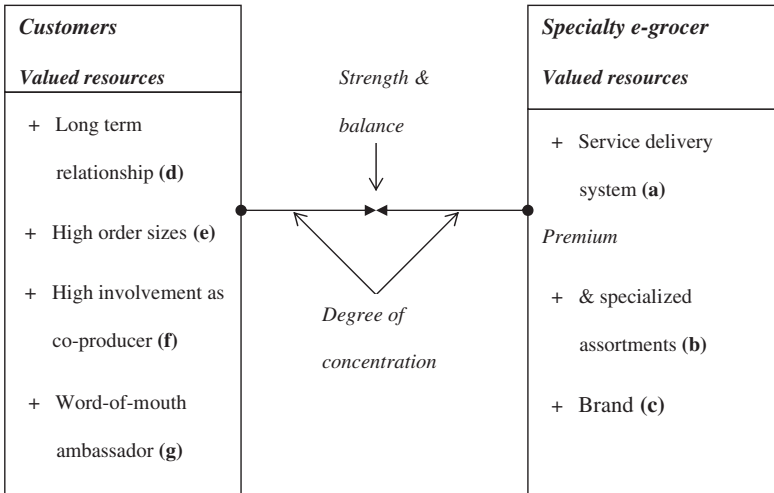 Customers
Valued resources
+ Long term
relationship (d)
+ High order sizes (e)
+ High involvement as
co-producer (f)
+ Word-of-mouth
ambassador (g)
Strength &
balance
Degree of
concentration
Specialty e-grocer
Valued resources
+ Service delivery
system (a)
Premium
+ & specialized
assortments (b)
+ Brand (c)